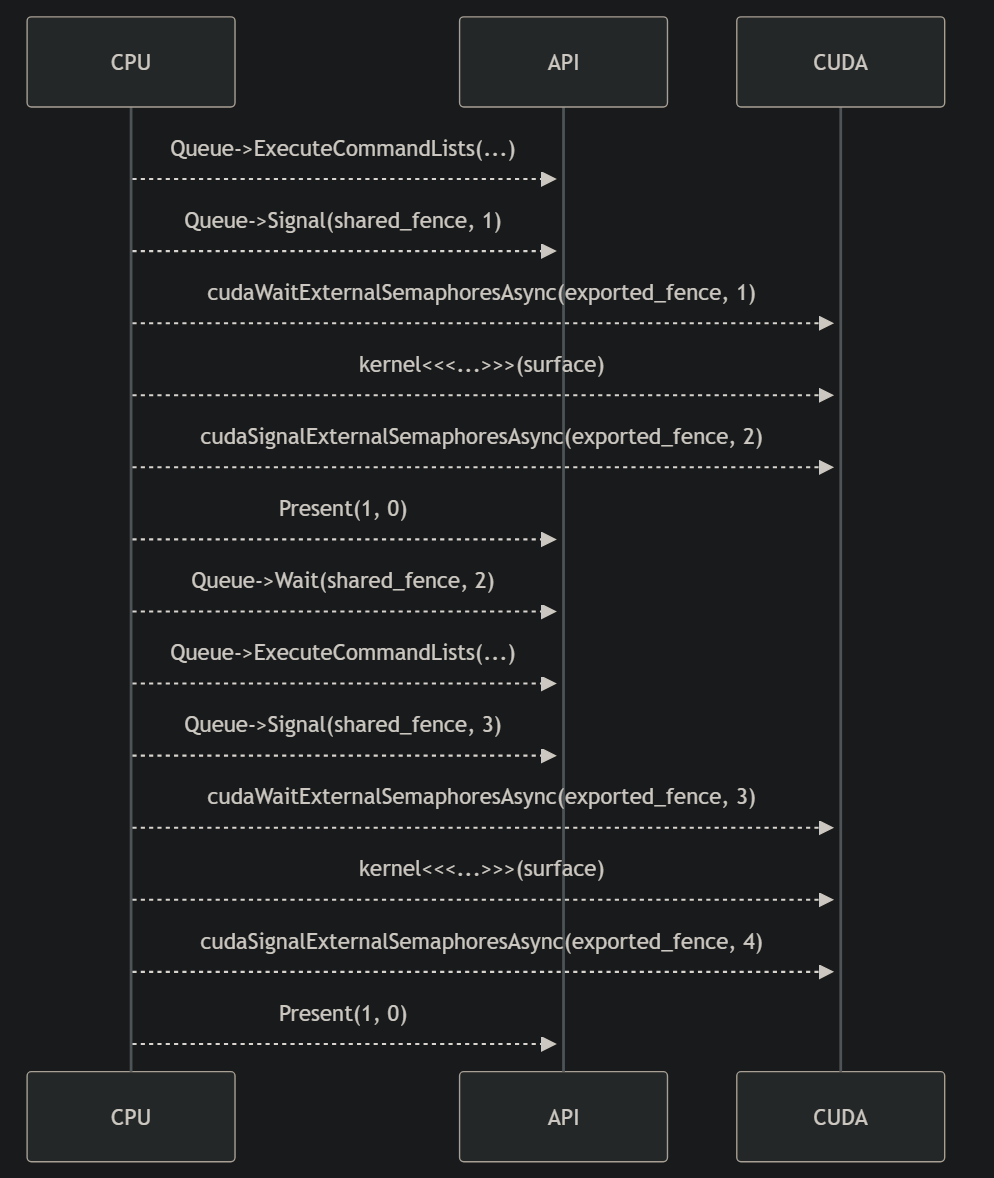 CPU
API
CUDA
Queue->ExecuteCommandLists(...)
Queue->Signal(shared_fence, 1)
cudaWaitExternalSemaphoresAsync(exported_fence, 1)
kernel<<<...>>>(surface)
cudaSignalExternalSemaphoresAsync(exported_fence, 2)
Present(1, 0)
Queue->Wait(shared_fence, 2)
Queue->ExecuteCommandLists(...)
Queue->Signal(shared_fence, 3)
cudaWaitExternalSemaphoresAsync(exported_fence, 3)
kernel<<<...>>>(surface)
cudaSignalExternalSemaphoresAsync(exported_fence, 4)
Present(1, 0)
CPU
API
CUDA